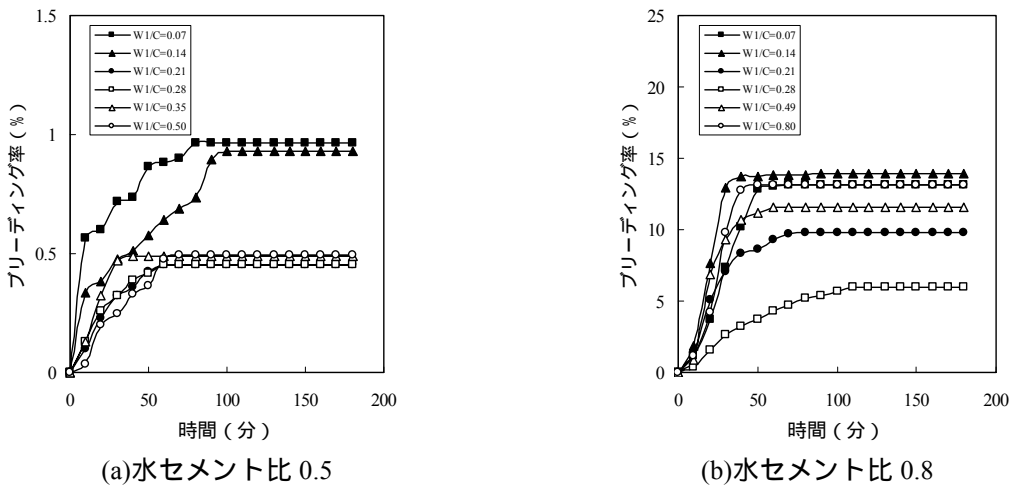 1.5
1
0.5
0
ブリーディング率（%）
W1/C=0.07
W1/C=0.14
W1/C=0.21
W1/C=0.28
W1/C=0.35
W1/C=0.50
0 50 100 150 200
時間（分）
(a)水セメント比 0.5
25
20
15
10
5
0
ブリーディング率（%）
W1/C=0.07
W1/C=0.14
W1/C=0.21
W1/C=0.28
W1/C=0.49
W1/C=0.80
0 50 100 150 200
時間（分）
(b)水セメント比 0.8